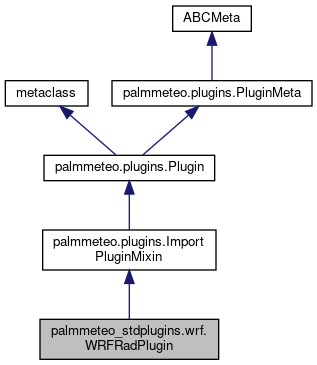 ABCMeta
metaclass
palmmeteo.plugins.PluginMeta
palmmeteo.plugins.Plugin
palmmeteo.plugins.Import
PluginMixin
palmmeteo_stdplugins.wrf.
WRFRadPlugin